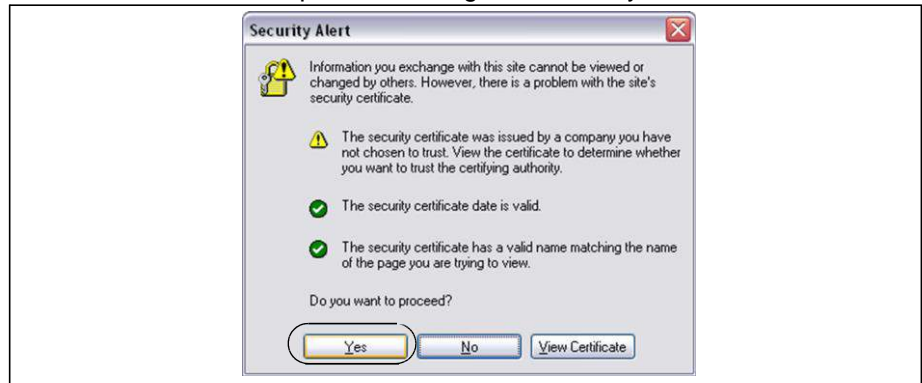 Security Alert
Information you exchange with this site cannot be viewed or
changed by others. However, there is a problem with the site's
security certificate.
The security certificate was issued by a company you have
not chosen to trust. View the certificate to determine whether
you want to trust the certifying authority.
The security certificate date is valid.
The security certificate has a valid name matching the name
of the page you are trying to view.
Do you want to proceed?
Yes No View Certificate